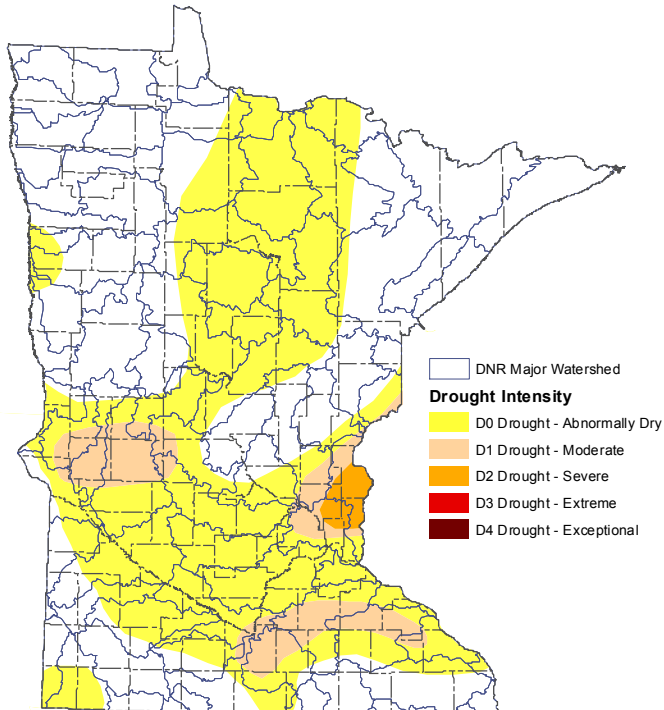 DNR Major Watershed
Drought Intensity
D0 Drought - Abnormally Dry
D1 Drought - Moderate
D2 Drought - Severe
D3 Drought - Extreme
D4 Drought - Exceptional